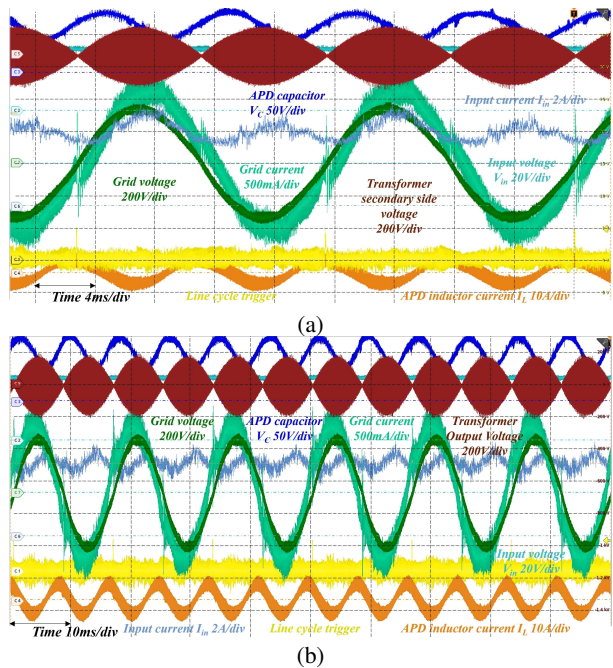 APD capacitor
V_C 50V/div
Input current I_in 2A/div
Grid voltage
200V/div
Grid current
500mA/div
Transformer
secondary side
voltage
200V/div
Input voltage
V_in 20V/div
Time 4ms/div
Line cycle trigger
APD inductor current I_L 10A/div
(a)
Grid voltage
200V/div
APD capacitor
V_C 50V/div
Grid current
500mA/div
Transformer
Output Voltage
200V/div
Input voltage
V_in 20V/div
Time 10ms/div
Input current I_in 2A/div
Line cycle trigger
APD inductor current I_L 10A/div
(b)